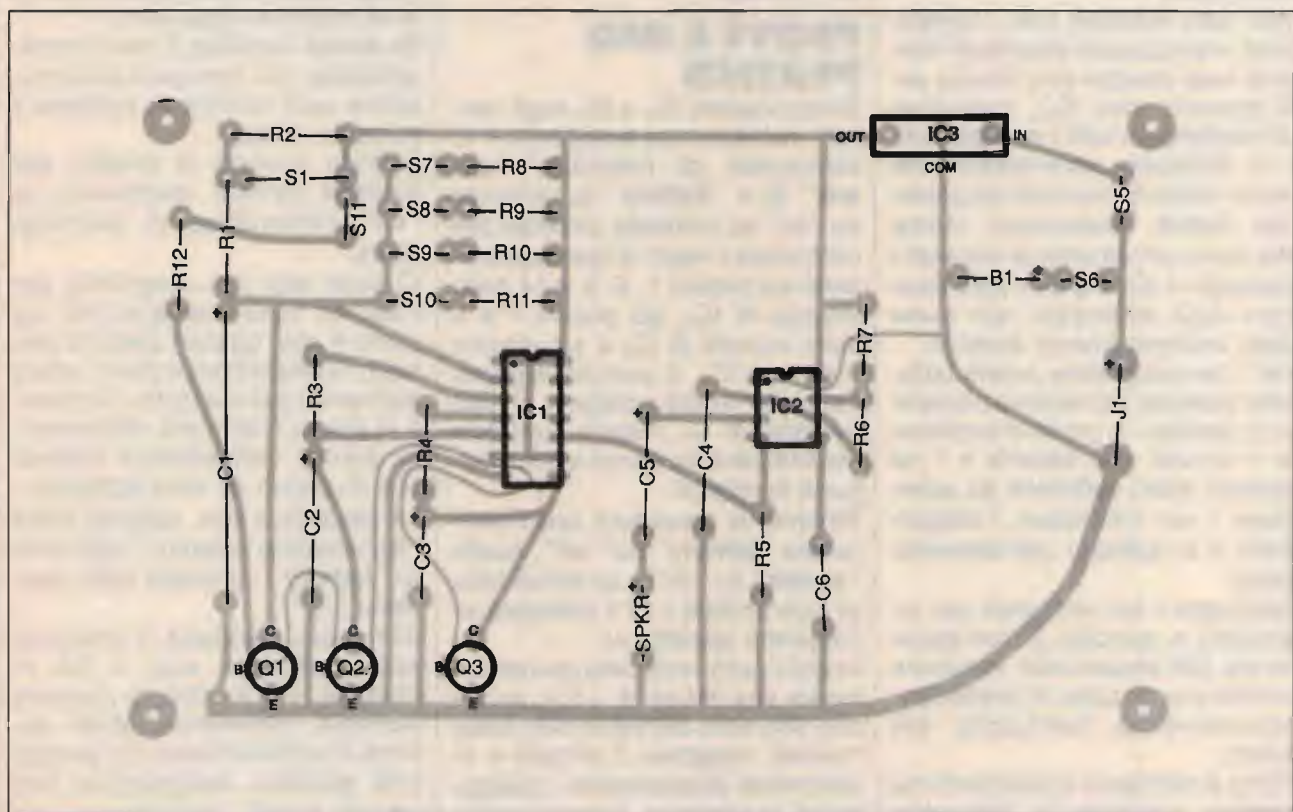 R2
OUT
IC3
IN
COM
S1
S7
R8
S5
S11
S8
R9
R12
R1
S9
R10
B1
+
S6
S10
R11
+
R7
R3
IC1
IC2
+
J1
R4
+
C4
R6
C1
+
C5
C2
+
C3
R5
C6
+
SPKR
C
C
C
B
Q1
B
Q2
B
Q3
E
E
E